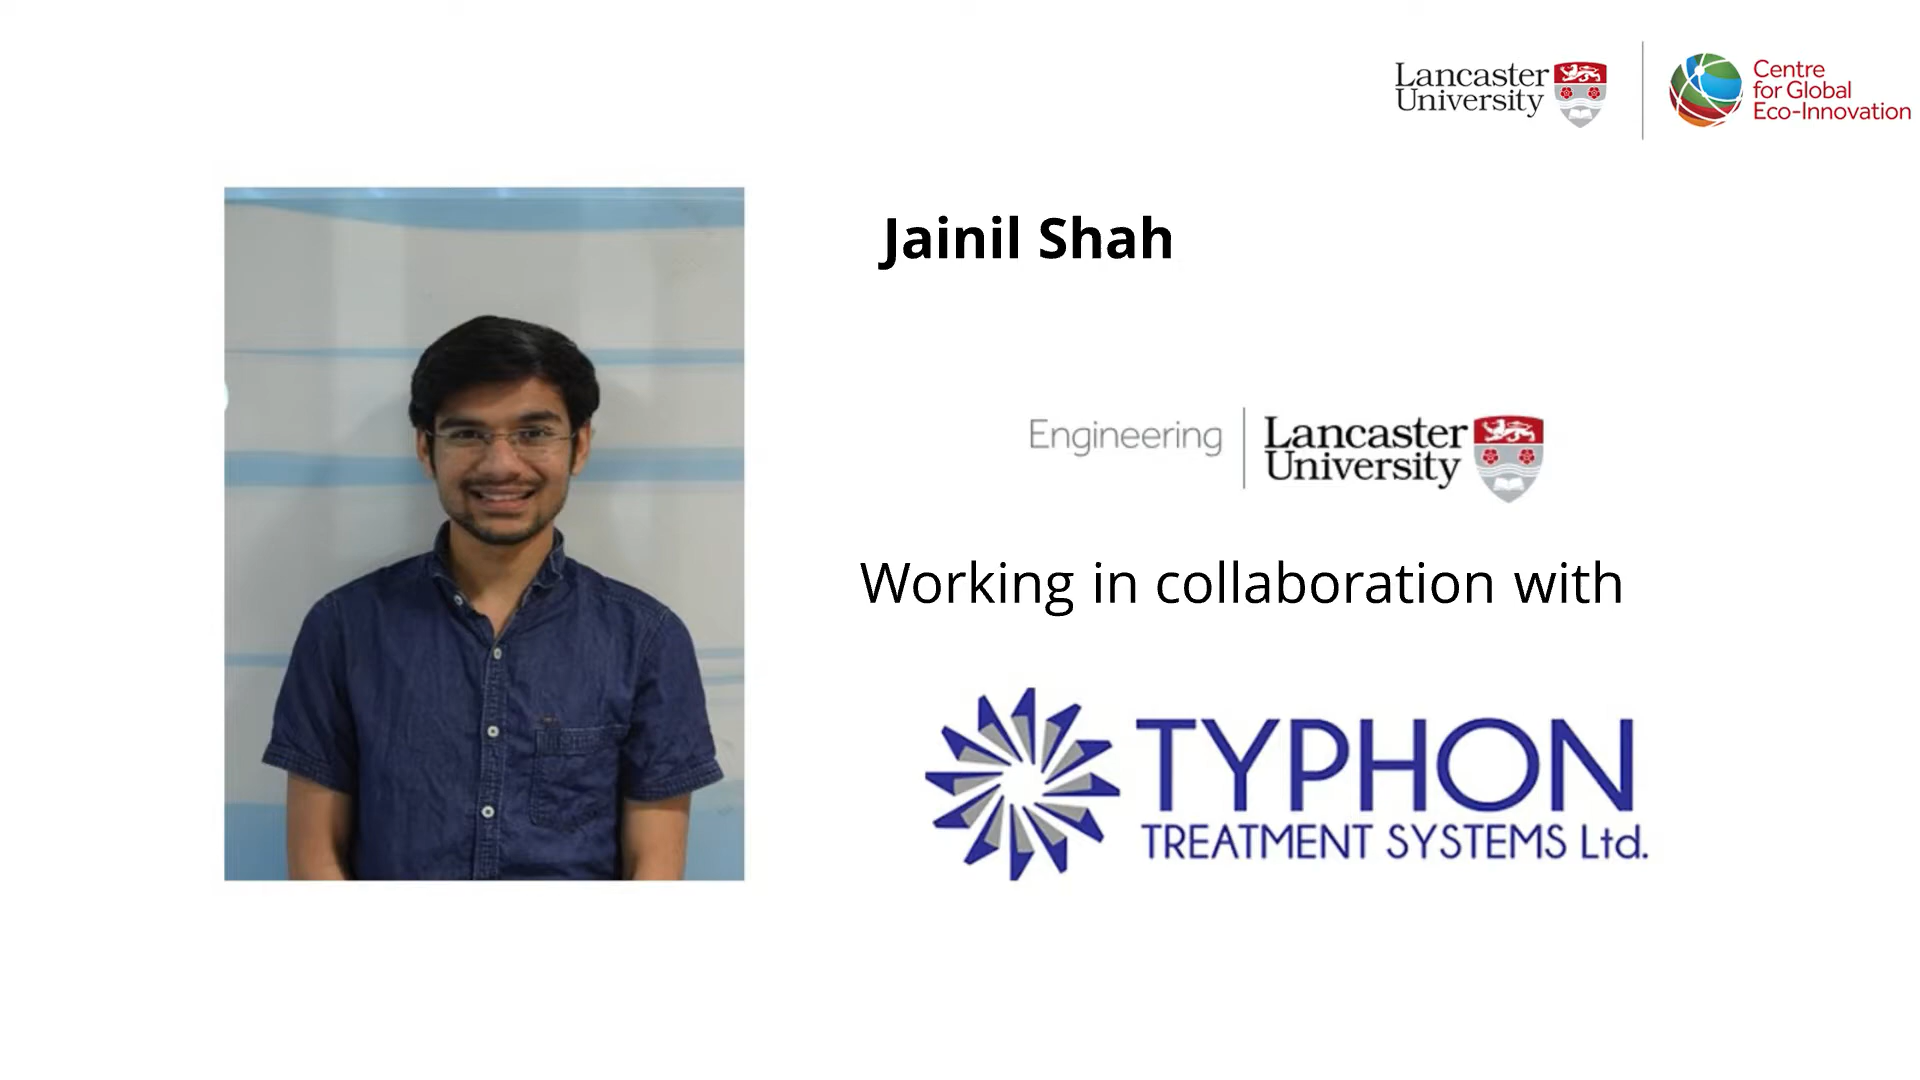 Lancaster
University
Centre
for Global
Eco-Innovation
Jainil Shah
Engineering
Lancaster
University
Working in collaboration with
TYPHON
TREATMENT SYSTEMS Ltd.